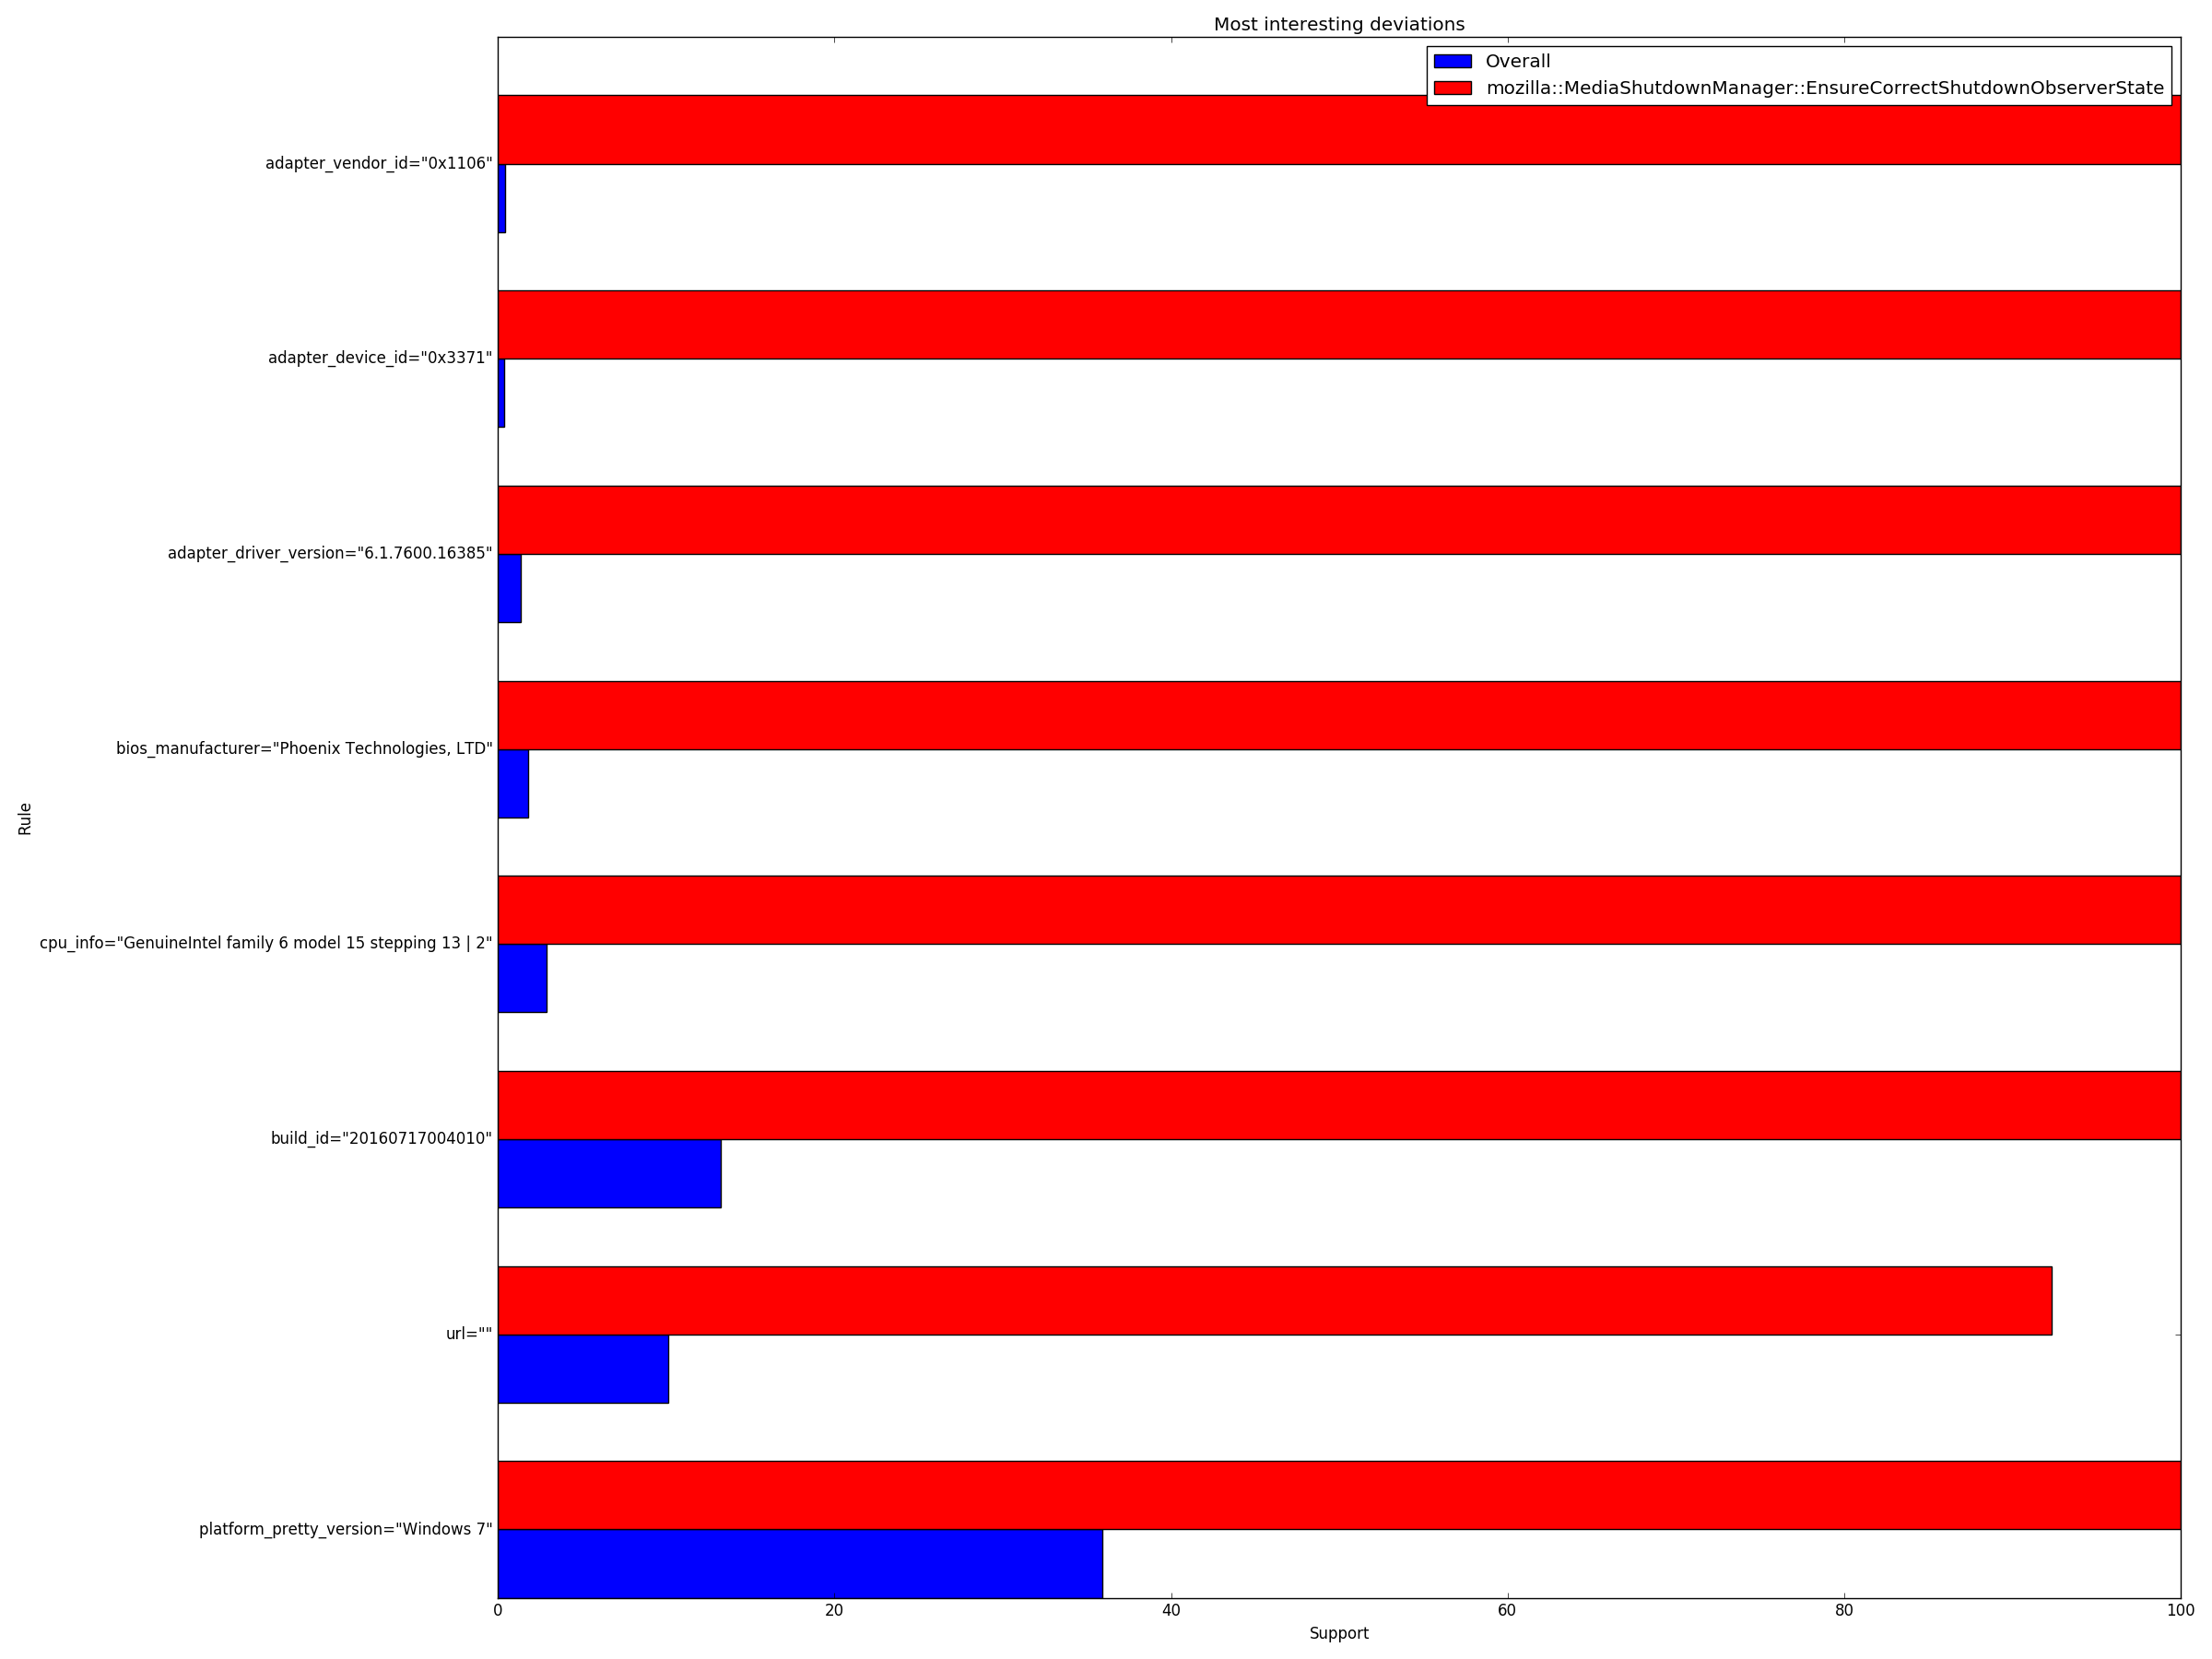 Most interesting deviations
Overall
mozilla::MediaShutdownManager::EnsureCorrectShutdownObserverState
adapter_vendor_id="0x1106"
adapter_device_id="0x3371"
adapter_driver_version="6.1.7600.16385"
bios_manufacturer="Phoenix Technologies, LTD"
Rule
cpu_info="GenuineIntel family 6 model 15 stepping 13 | 2"
build_id="20160717004010"
url=""
platform_pretty_version="Windows 7"
0 20 40 60 80 100
Support